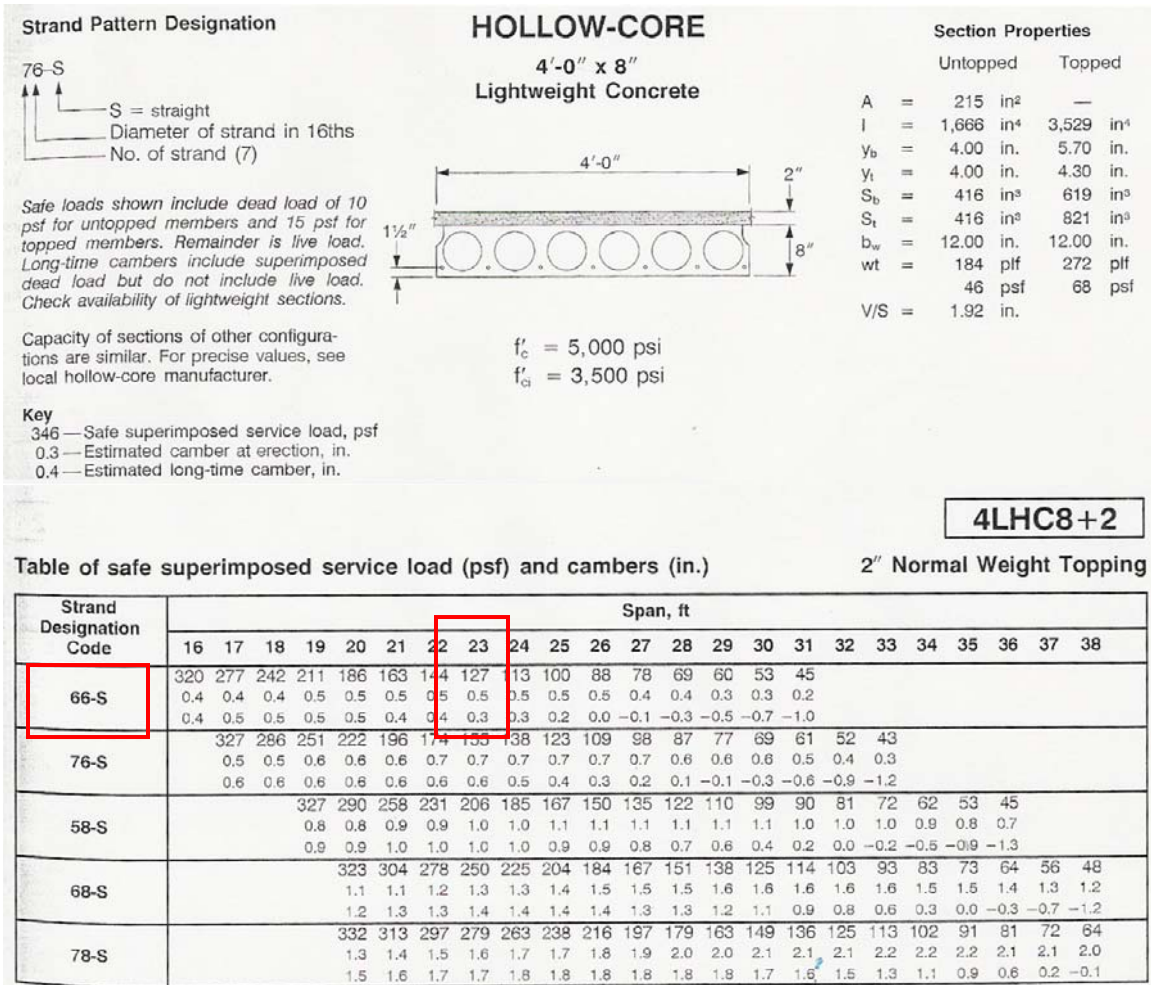 Strand Pattern Designation
76-S
S = straight
Diameter of strand in 16ths
No. of strand (7)
Safe loads shown include dead load of 10
psf for untopped members and 15 psf for
topped members. Remainder is live load.
Long-time cambers include superimposed
dead load but do not include live load.
Check availability of lightweight sections.
Capacity of sections of other configura-
tions are similar. For precise values, see
local hollow-core manufacturer.
Key
346 — Safe superimposed service load, psf
0.3 — Estimated camber at erection, in.
0.4 — Estimated long-time camber, in.
HOLLOW-CORE
4'-0" x 8"
Lightweight Concrete
4'-0"
2"
1½"
8"
f'c = 5,000 psi
f'ci = 3,500 psi
Section Properties
Untopped Topped
A = 215 in² —
I = 1,666 in⁴ 3,529 in⁴
yb = 4.00 in. 5.70 in.
yt = 4.00 in. 4.30 in.
Sb = 416 in³ 619 in³
St = 416 in³ 821 in³
bw = 12.00 in. 12.00 in.
wt = 184 plf 272 plf
46 psf 68 psf
V/S = 1.92 in.
4LHC8+2
Table of safe superimposed service load (psf) and cambers (in.) 2" Normal Weight Topping
Strand
Designation
Code
Span, ft
16 17 18 19 20 21 22 23 24 25 26 27 28 29 30 31 32 33 34 35 36 37 38
66-S
320 277 242 211 186 163 144 127 113 100 88 78 69 60 53 45
0.4 0.4 0.4 0.5 0.5 0.5 0.5 0.5 0.5 0.5 0.5 0.4 0.4 0.3 0.3 0.2
0.4 0.5 0.5 0.5 0.5 0.4 0.4 0.3 0.3 0.2 0.0 −0.1 −0.3 −0.5 −0.7 −1.0
76-S
327 286 251 222 196 174 155 138 123 109 98 87 77 69 61 52 43
0.5 0.5 0.6 0.6 0.6 0.7 0.7 0.7 0.7 0.7 0.7 0.6 0.6 0.6 0.5 0.4 0.3
0.6 0.6 0.6 0.6 0.6 0.6 0.6 0.5 0.4 0.3 0.2 0.1 −0.1 −0.3 −0.6 −0.9 −1.2
58-S
327 290 258 231 206 185 167 150 135 122 110 99 90 81 72 62 53 45
0.8 0.8 0.9 0.9 1.0 1.0 1.1 1.1 1.1 1.1 1.1 1.1 1.0 1.0 1.0 0.9 0.8 0.7
0.9 0.9 1.0 1.0 1.0 1.0 0.9 0.9 0.8 0.7 0.6 0.4 0.2 0.0 −0.2 −0.5 −0.9 −1.3
68-S
323 304 278 250 225 204 184 167 151 138 125 114 103 93 83 73 64 56 48
1.1 1.1 1.2 1.3 1.3 1.4 1.5 1.5 1.5 1.6 1.6 1.6 1.6 1.6 1.5 1.5 1.4 1.3 1.2
1.2 1.3 1.3 1.4 1.4 1.4 1.4 1.3 1.3 1.2 1.1 0.9 0.8 0.6 0.3 0.0 −0.3 −0.7 −1.2
78-S
332 313 297 279 263 238 216 197 179 163 149 136 125 113 102 91 81 72 64
1.3 1.4 1.5 1.6 1.7 1.7 1.8 1.9 2.0 2.0 2.1 2.1 2.1 2.2 2.2 2.2 2.1 2.1 2.0
1.5 1.6 1.7 1.7 1.8 1.8 1.8 1.8 1.8 1.8 1.7 1.6 1.5 1.3 1.1 0.9 0.6 0.2 −0.1